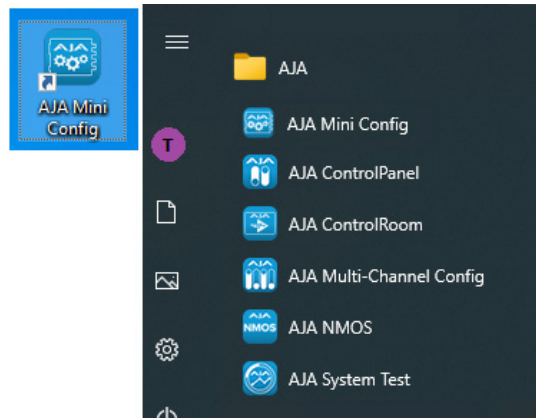 AJA Mini
Config
T
AJA
AJA Mini Config
AJA ControlPanel
AJA ControlRoom
AJA Multi-Channel Config
NMOS
AJA NMOS
AJA System Test